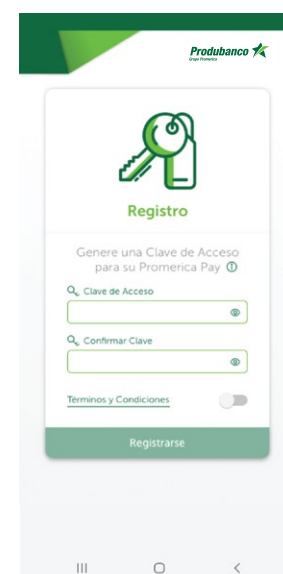 Produbanco
Grupo Promerica
Registro
Genere una Clave de Acceso
para su Promerica Pay
Clave de Acceso
Confirmar Clave
Términos y Condiciones
Registrarse